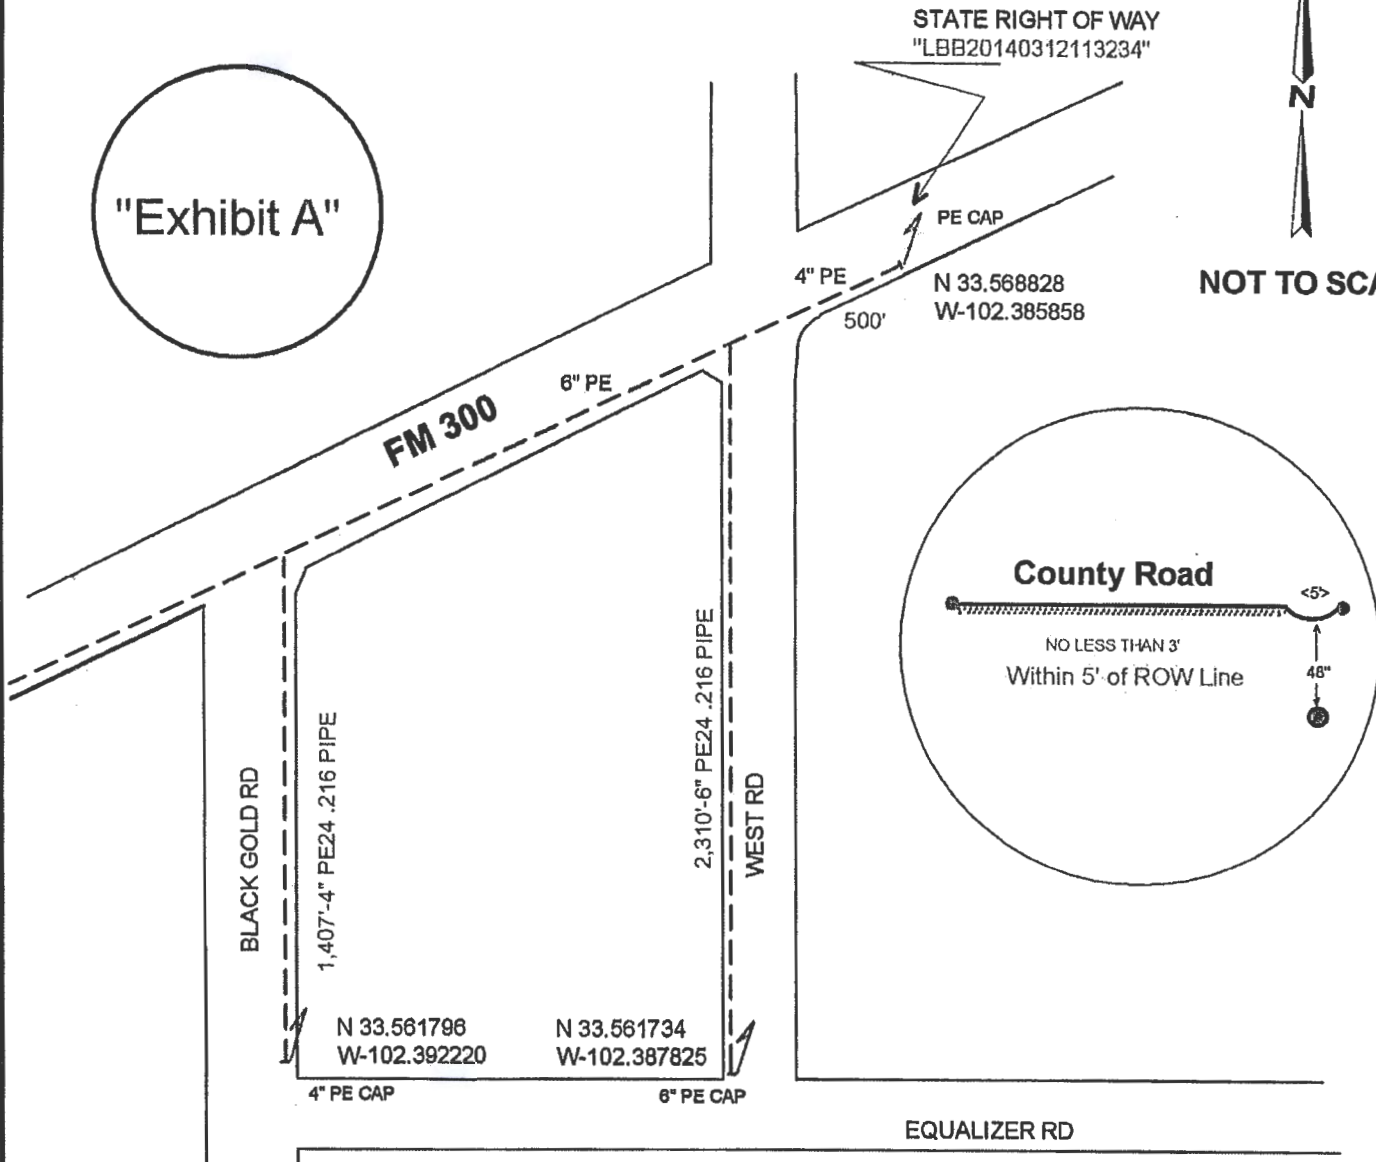 STATE RIGHT OF WAY
"LBB20140312113234"
N
"Exhibit A"
PE CAP
4" PE
N 33.568828
W-102.385858
NOT TO SCA
500'
6" PE
FM 300
County Road
<5'>
NO LESS THAN 3'
Within 5' of ROW Line
48"
2,310'-6" PE24 .216 PIPE
WEST RD
1,407'-4" PE24 .216 PIPE
BLACK GOLD RD
N 33.561796
W-102.392220
N 33.561734
W-102.387825
4" PE CAP
6" PE CAP
EQUALIZER RD